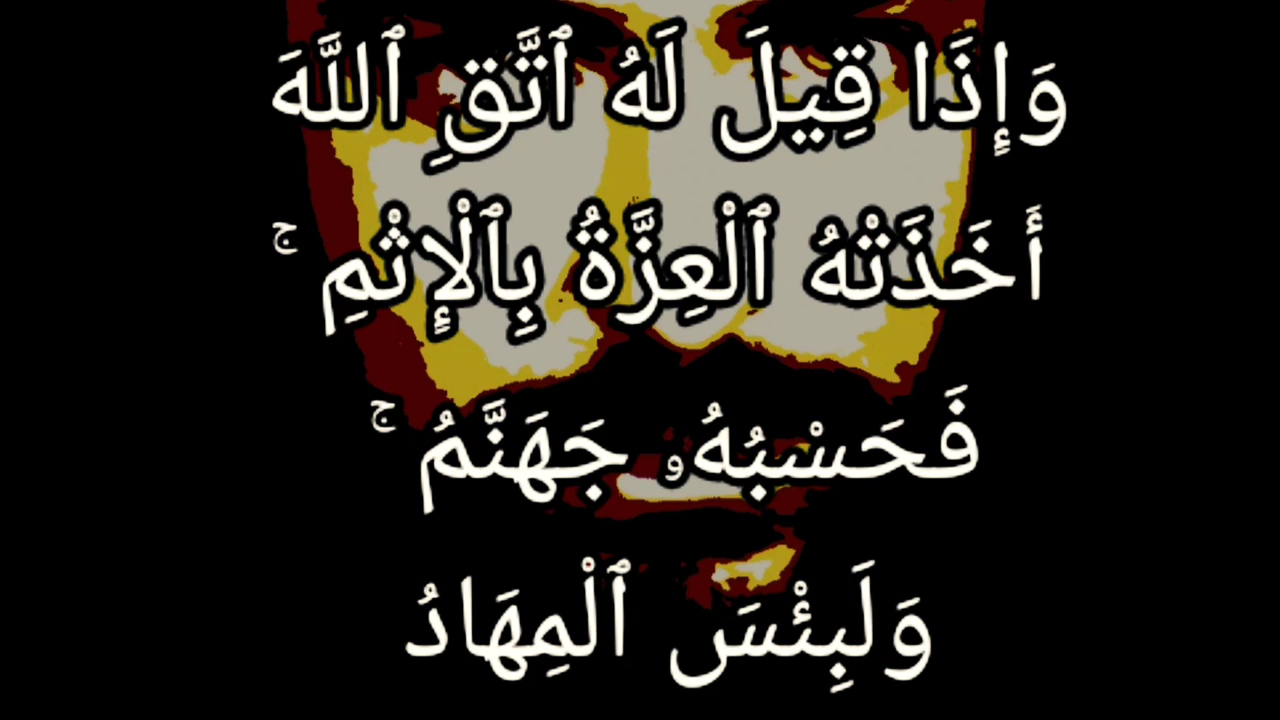 وَإِذَا قِيلَ لَهُ ٱتَّقِ ٱللَّهَ
أَخَذَتْهُ ٱلْعِزَّةُ بِٱلْإِثْمِ ۚ
فَحَسْبُهُۥ جَهَنَّمُ ۚ
وَلَبِئْسَ ٱلْمِهَادُ